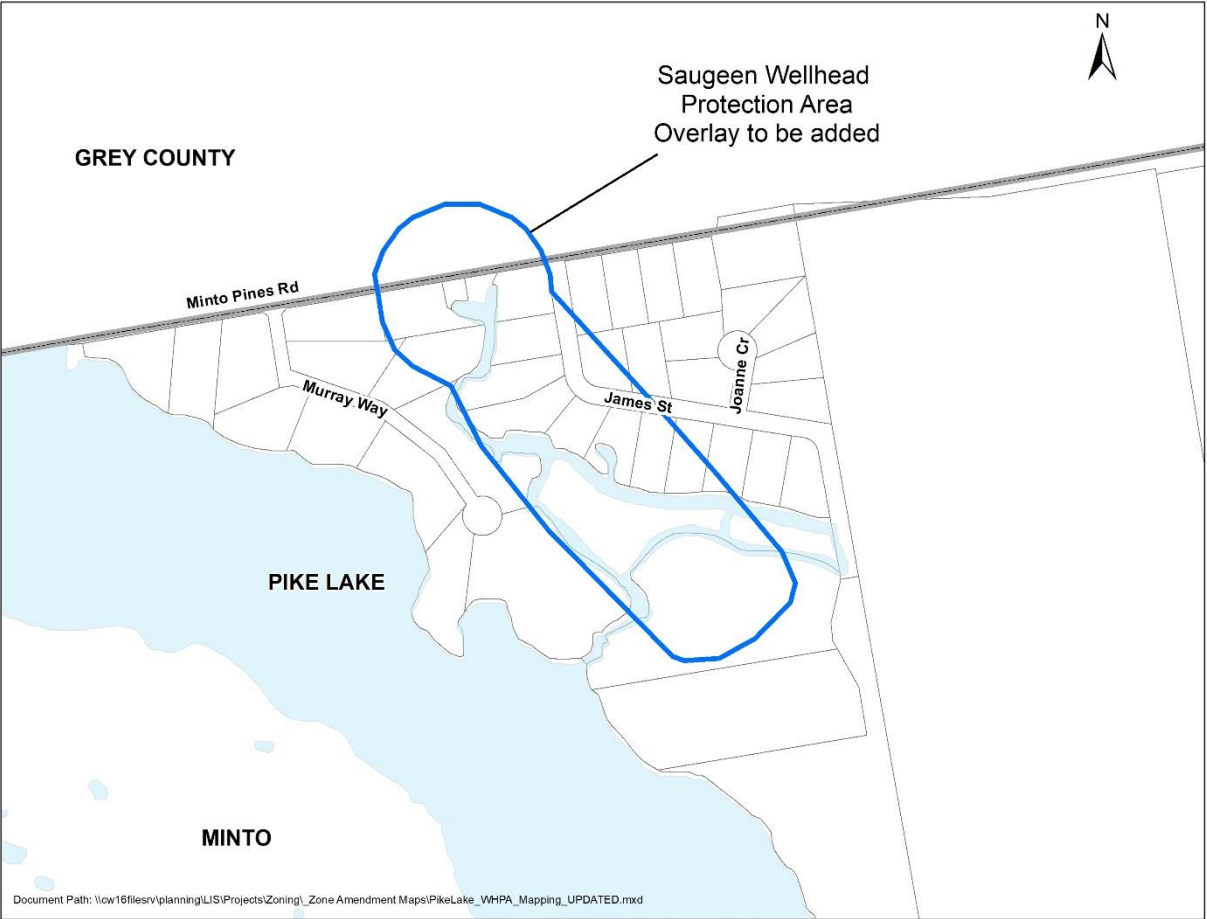 N
Saugeen Wellhead
Protection Area
Overlay to be added
GREY COUNTY
Minto Pines Rd
Joanne Cr
Murray Way
James St
PIKE LAKE
MINTO
Document Path: \\cw16filesrv\planning\LIS\Projects\Zoning\_Zone Amendment Maps\PikeLake_WHPA_Mapping_UPDATED.mxd